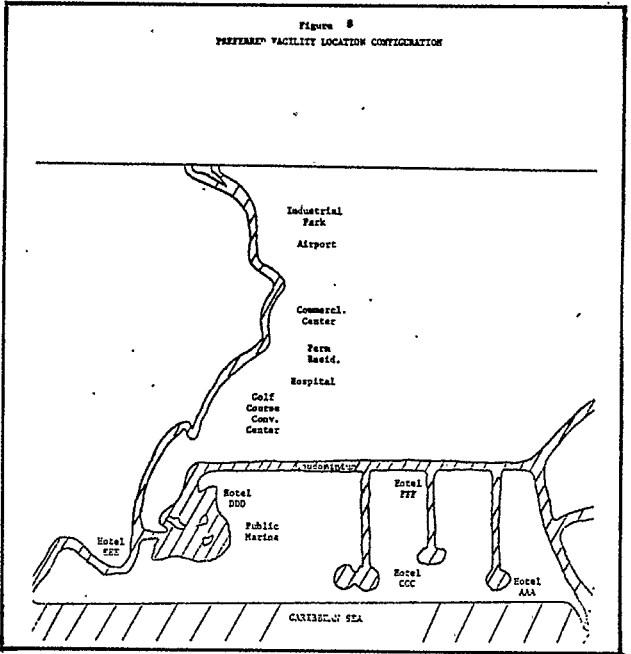 Figure 8
PREFERRED VACILITY LOCATION CONFIGURATION
Industrial
Park
Airport
Commercl.
Center
Perm
Resid.
Hospital
Golf
Course
Conv.
Center
Hotel
DDD
Public
Marina
Hotel
EEE
Hotel
FFF
Hotel
CCC
Hotel
AAA
CARIBBEAN SEA